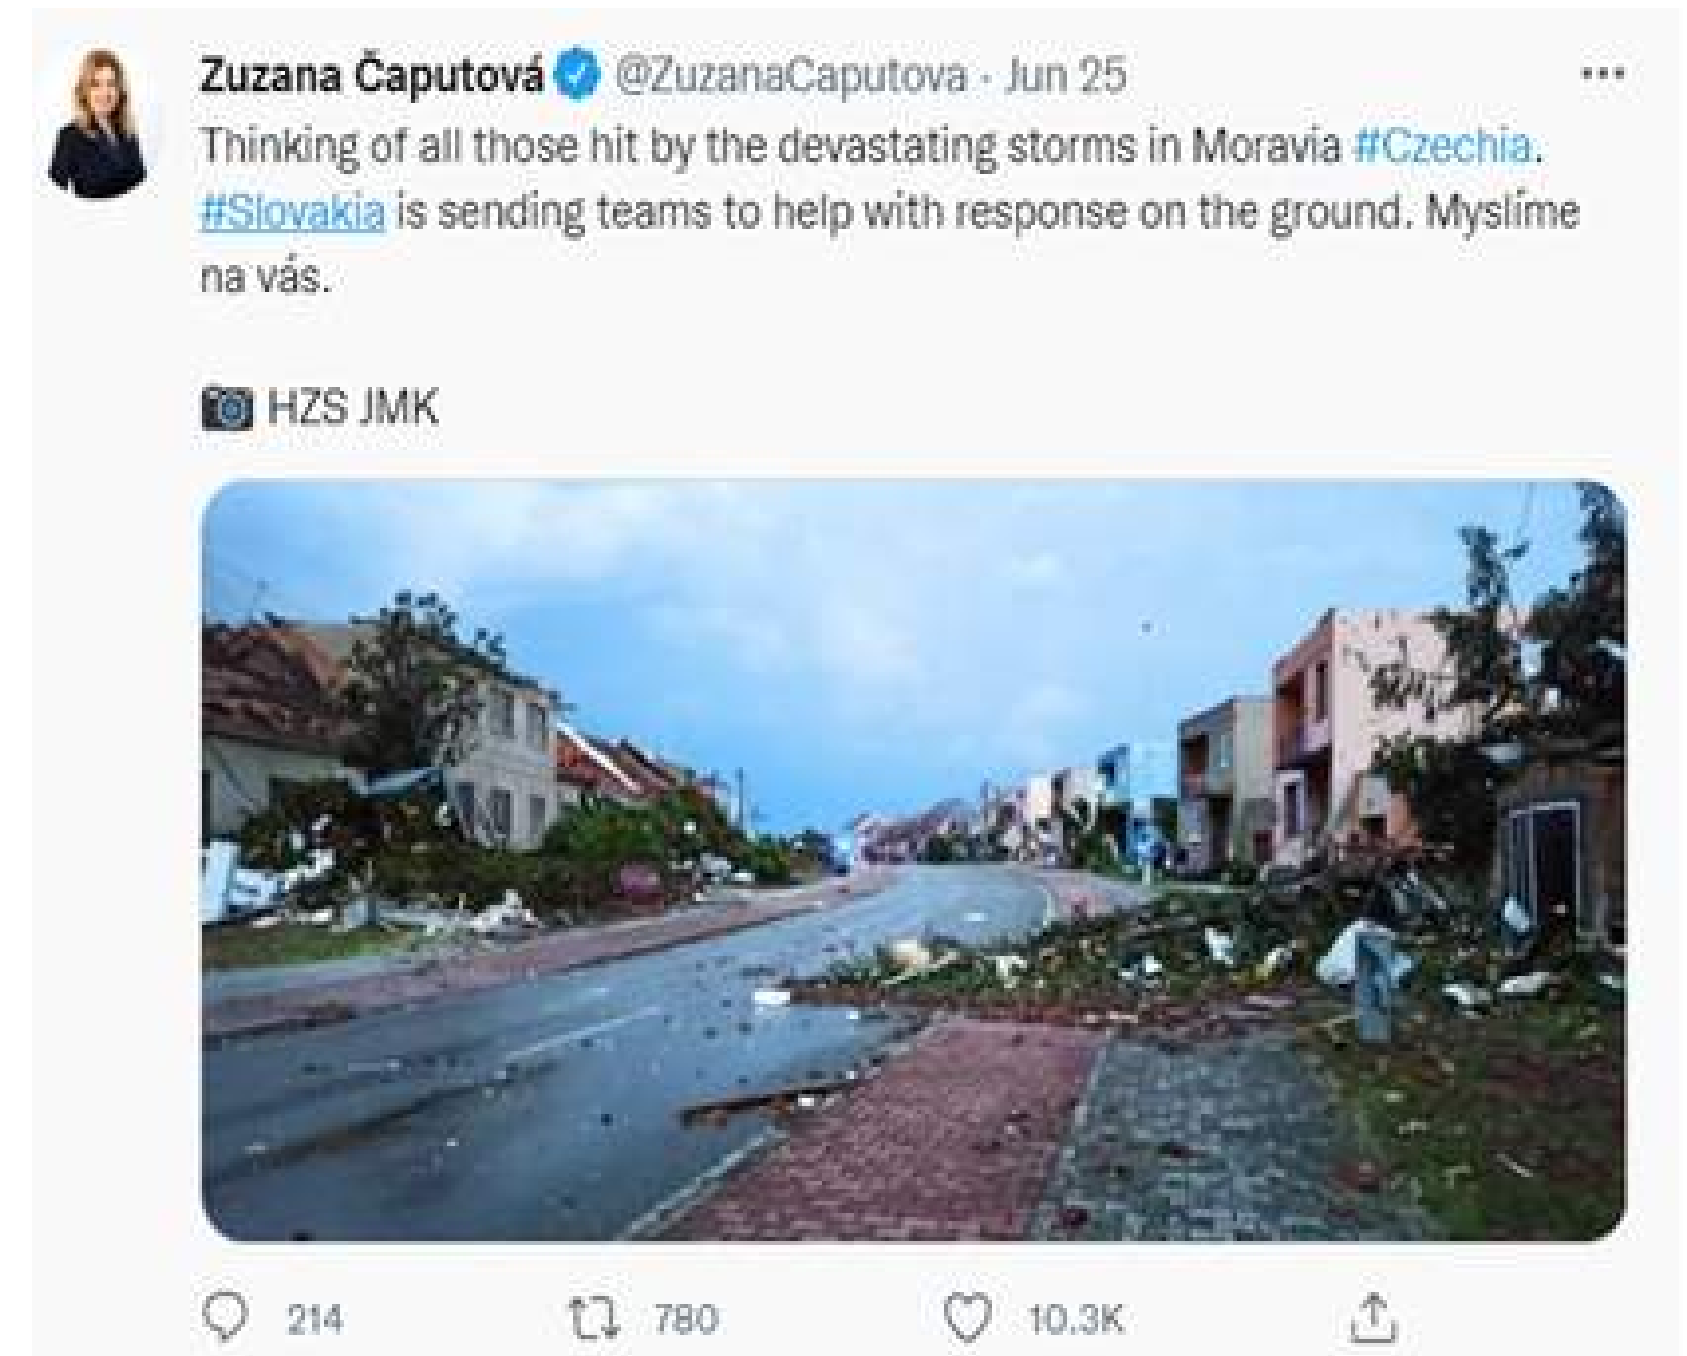 Zuzana Čaputová @ZuzanaCaputova · Jun 25
Thinking of all those hit by the devastating storms in Moravia #Czechia.
#Slovakia is sending teams to help with response on the ground. Myslíme
na vás.
HZS JMK
214 780 10.3K